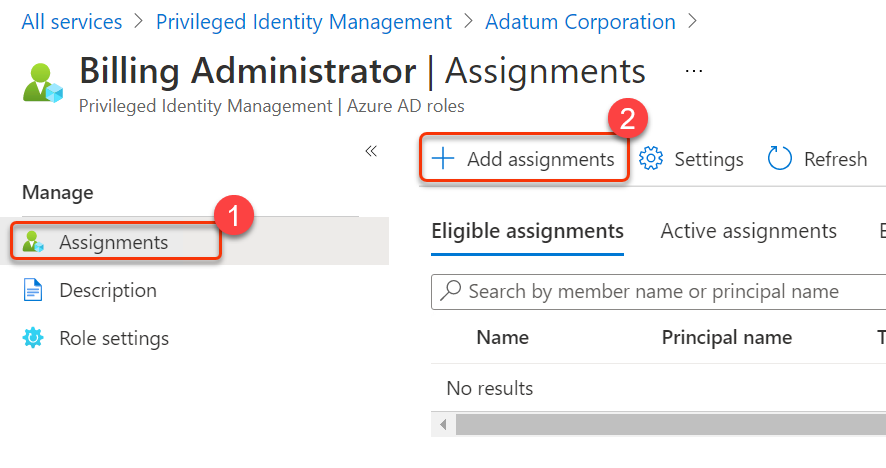 All services > Privileged Identity Management > Adatum Corporation >
Billing Administrator | Assignments ...
Privileged Identity Management | Azure AD roles
2
«
+ Add assignments Settings Refresh
Manage
1
Assignments
Description
Role settings
Eligible assignments Active assignments
Search by member name or principal name
Name Principal name
No results